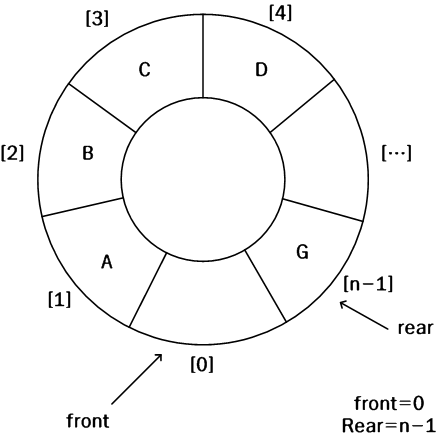 [4]
[3]
C
D
[2]
B
[...]
A
G
[1]
[n-1]
rear
[0]
front
front=0
Rear=n-1